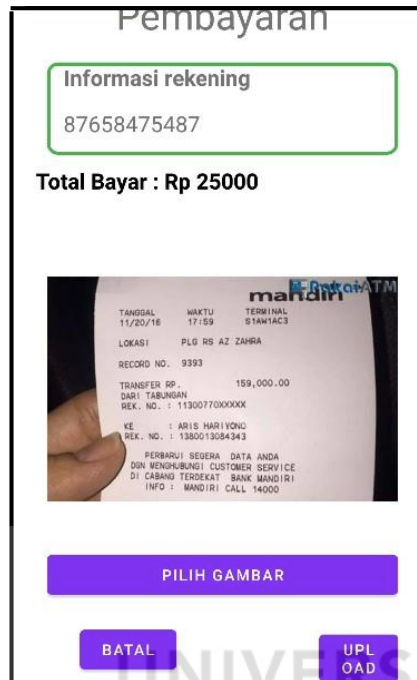 Pembayaran
Informasi rekening
87658475487
Total Bayar : Rp 25000
PakaiATM
mandiri
TANGGAL WAKTU TERMINAL
11/20/16 17:59 S1AW1AC3
LOKASI PLG RS AZ ZAHRA
RECORD NO. 9393
TRANSFER RP. 159,000.00
DARI TABUNGAN
REK. NO. : 11300770XXXXX
KE : ARIS HARIYONO
REK. NO. : 1380013084343
PERBARUI SEGERA DATA ANDA
DGN MENGHUBUNGI CUSTOMER SERVICE
DI CABANG TERDEKAT BANK MANDIRI
INFO : MANDIRI CALL 14000
PILIH GAMBAR
BATAL
UPL
OAD
UNIVERS